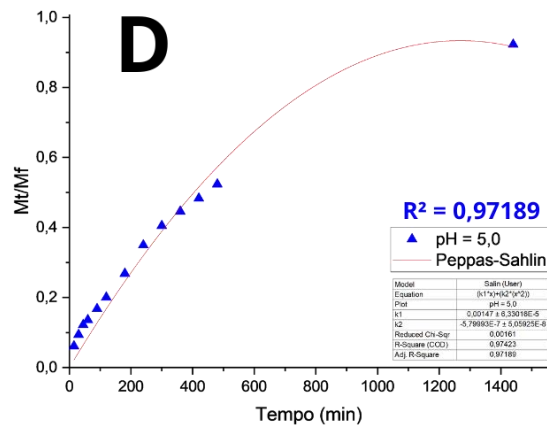 D
1,0
0,8
0,6
0,4
0,2
0,0
Mt/Mf
0 200 400 600 800 1000 1200 1400
Tempo (min)
R² = 0,97189
pH = 5,0
Peppas-Sahlin
Model Salin (User)
Equation (k1*x)+(k2*(x^2))
Plot pH = 5,0
k1 0,00147 ± 6,33016E-5
k2 -5,79993E-7 ± 5,05925E-8
Reduced Chi-Sqr 0,00161
R-Square (COD) 0,97423
Adj. R-Square 0,97189